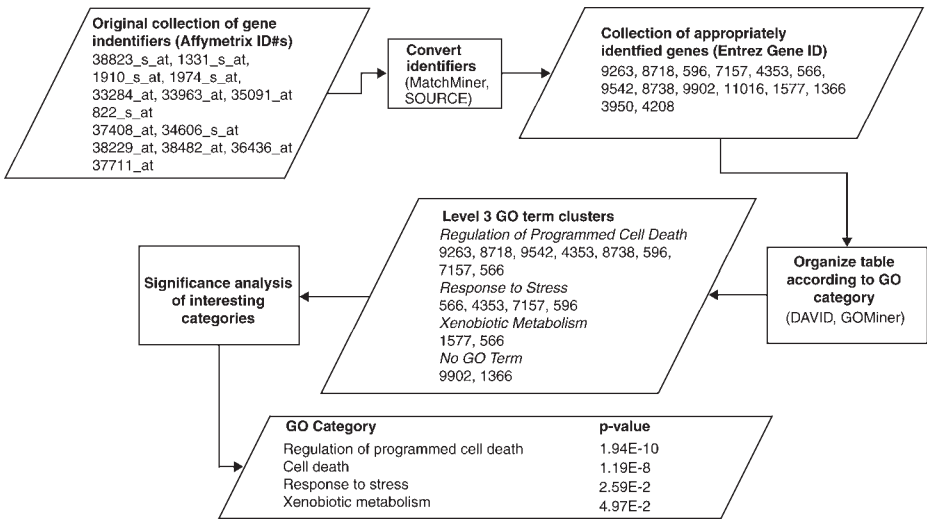 Original collection of gene
indentifiers (Affymetrix ID#s)
38823_s_at, 1331_s_at,
1910_s_at, 1974_s_at,
33284_at, 33963_at, 35091_at
822_s_at
37408_at, 34606_s_at
38229_at, 38482_at, 36436_at
37711_at
Convert
identifiers
(MatchMiner,
SOURCE)
Collection of appropriately
identfied genes (Entrez Gene ID)
9263, 8718, 596, 7157, 4353, 566,
9542, 8738, 9902, 11016, 1577, 1366
3950, 4208
Organize table
according to GO
category
(DAVID, GOMiner)
Level 3 GO term clusters
Regulation of Programmed Cell Death
9263, 8718, 9542, 4353, 8738, 596,
7157, 566
Response to Stress
566, 4353, 7157, 596
Xenobiotic Metabolism
1577, 566
No GO Term
9902, 1366
Significance analysis
of interesting
categories
GO Category p-value
Regulation of programmed cell death 1.94E-10
Cell death 1.19E-8
Response to stress 2.59E-2
Xenobiotic metabolism 4.97E-2